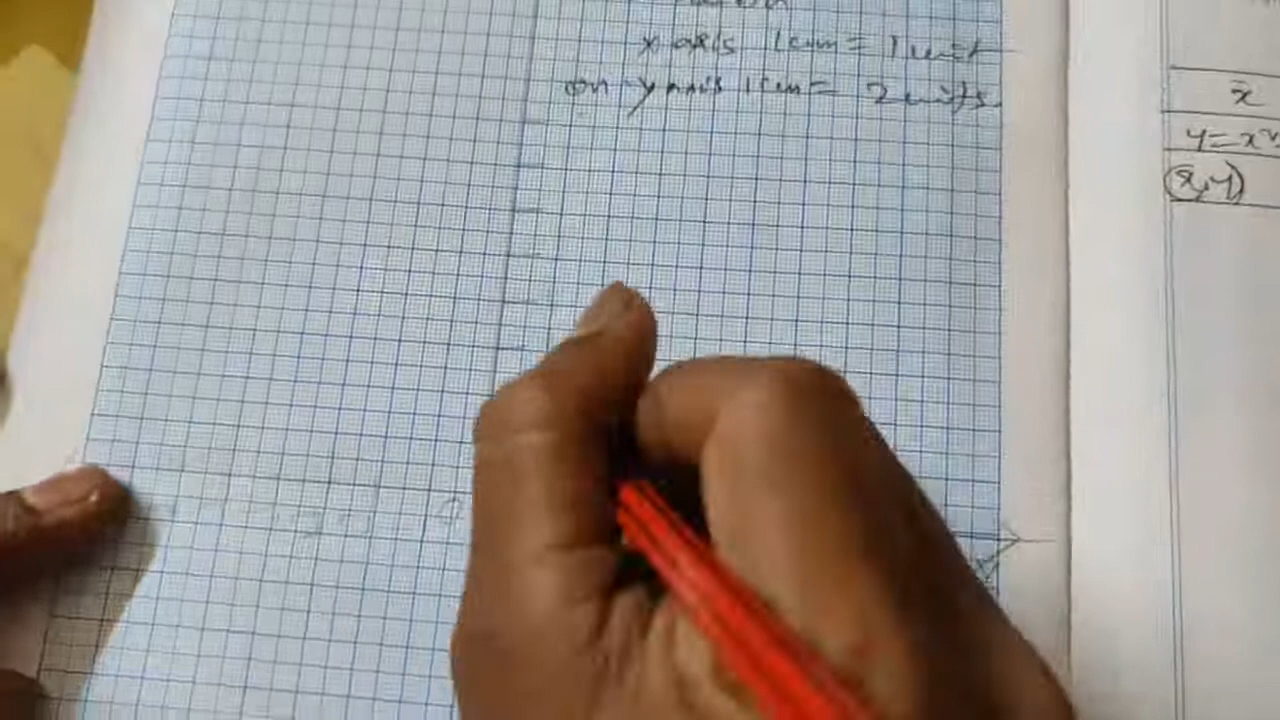 x axis 1cm = 1 unit
on y axis 1cm = 2 units.
x
y = x²
(x, y)